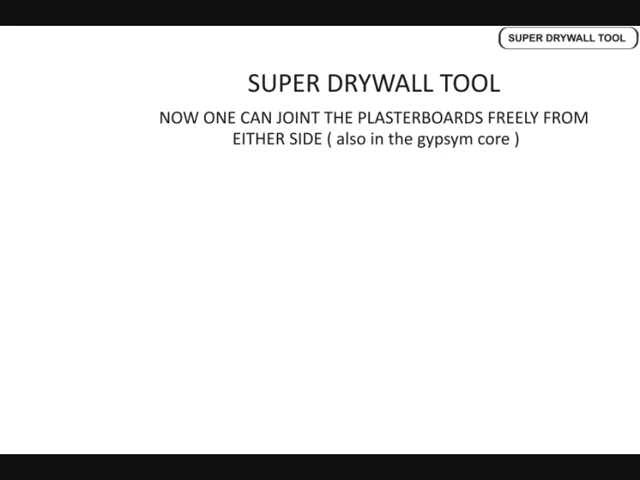 SUPER DRYWALL TOOL
SUPER DRYWALL TOOL
NOW ONE CAN JOINT THE PLASTERBOARDS FREELY FROM
EITHER SIDE ( also in the gypsym core )